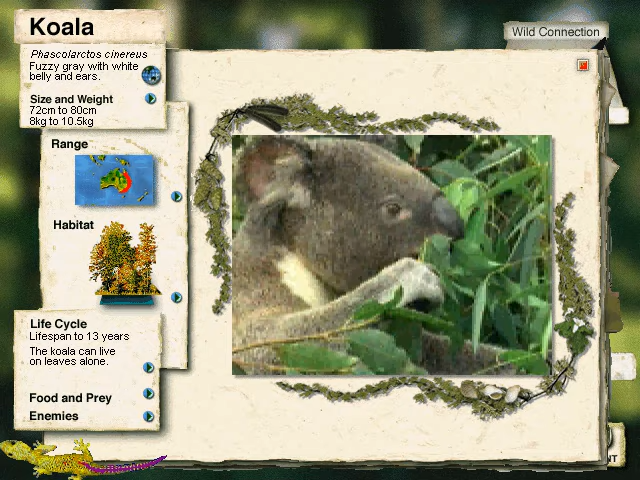 Koala
Wild Connection
Phascolarctos cinereus
Fuzzy gray with white
belly and ears.
Size and Weight
72cm to 80cm
8kg to 10.5kg
Range
Habitat
Life Cycle
Lifespan to 13 years
The koala can live
on leaves alone.
Food and Prey
Enemies